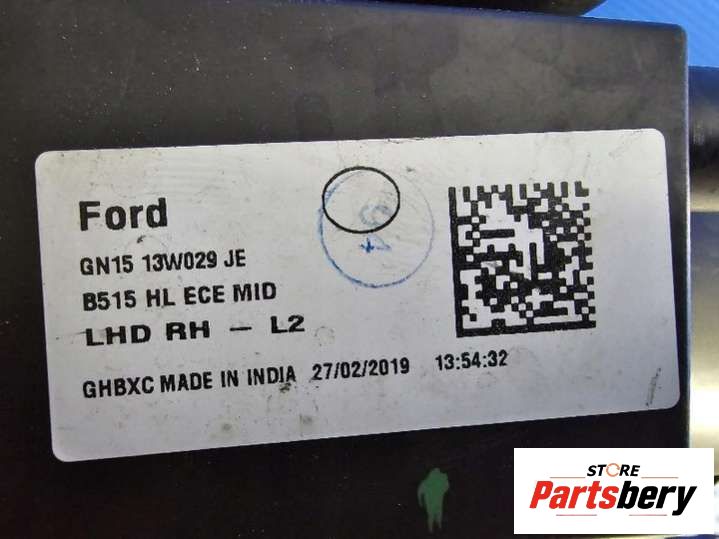 Ford
GN15 13W029 JE
B515 HL ECE MID
LHD RH – L2
GHBXC MADE IN INDIA 27/02/2019 13:54:32
STORE
Partsbery